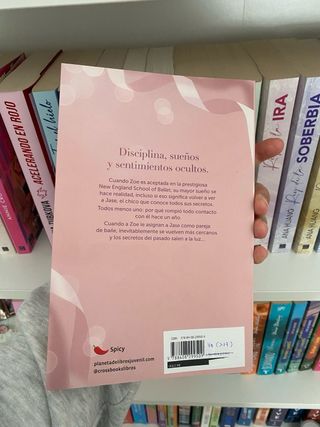 Disciplina, sueños
y sentimientos ocultos.
Cuando Zoe es aceptada en la prestigiosa
New England School of Ballet, su mayor sueño se
hace realidad, incluso si eso significa volver a ver
a Jase, el chico que conoce todos sus secretos.
Todos menos uno: por qué rompió todo contacto
con él hace un año.
Cuando a Zoe le asignan a Jase como pareja
de baile, inevitablemente se vuelven más cercanos
y los secretos del pasado salen a la luz...
Spicy
planetadelibrosjuvenil.com
@crossbookslibros
ACELERANDO EN ROJO
IRA
SOBERBIA
ANA HUANG